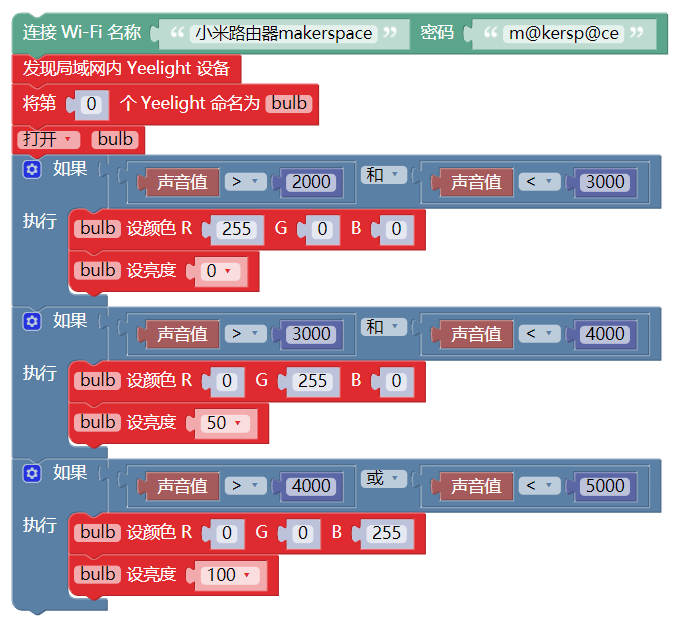 连接 Wi-Fi 名称 “ 小米路由器makerspace ” 密码 “ m@kersp@ce ”
发现局域网内 Yeelight 设备
将第 0 个 Yeelight 命名为 bulb
打开 bulb
如果 声音值 > 2000 和 声音值 < 3000
执行 bulb 设颜色 R 255 G 0 B 0
bulb 设亮度 0
如果 声音值 > 3000 和 声音值 < 4000
执行 bulb 设颜色 R 0 G 255 B 0
bulb 设亮度 50
如果 声音值 > 4000 或 声音值 < 5000
执行 bulb 设颜色 R 0 G 0 B 255
bulb 设亮度 100